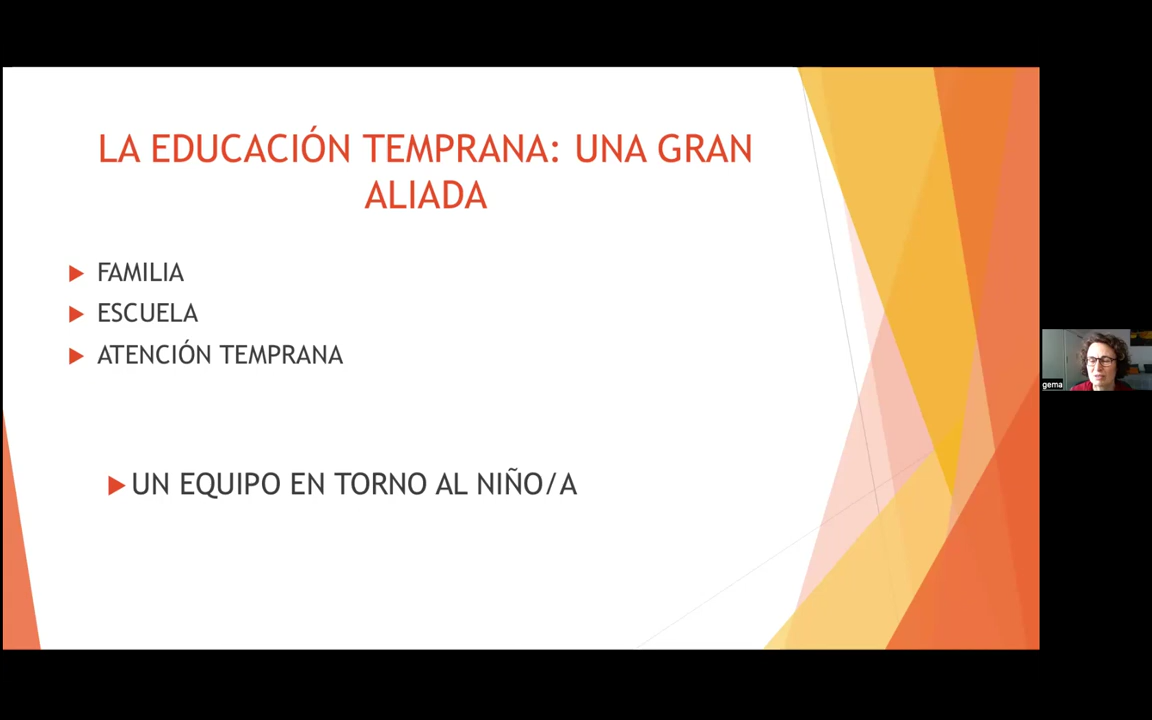 LA EDUCACIÓN TEMPRANA: UNA GRAN
ALIADA
FAMILIA
ESCUELA
ATENCIÓN TEMPRANA
UN EQUIPO EN TORNO AL NIÑO/A
gema